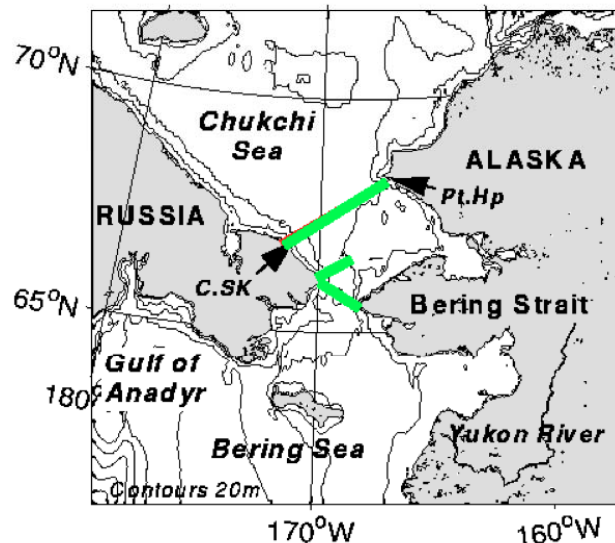 70°N
Chukchi
Sea
ALASKA
Pt.Hp
RUSSIA
C.SK
65°N
Bering Strait
Gulf of
Anadyr
180
Bering Sea
Yukon River
Contours 20m
170°W
160°W